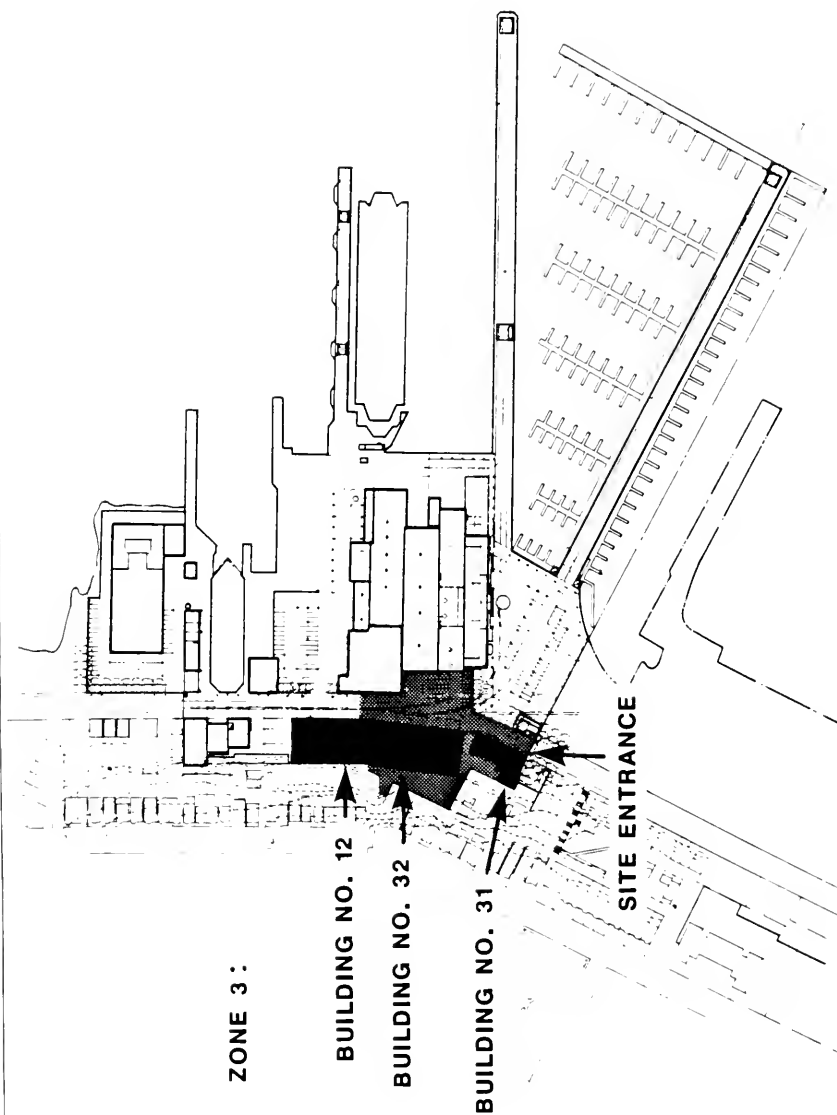 ZONE 3 :
BUILDING NO. 12
BUILDING NO. 32
BUILDING NO. 31
SITE ENTRANCE